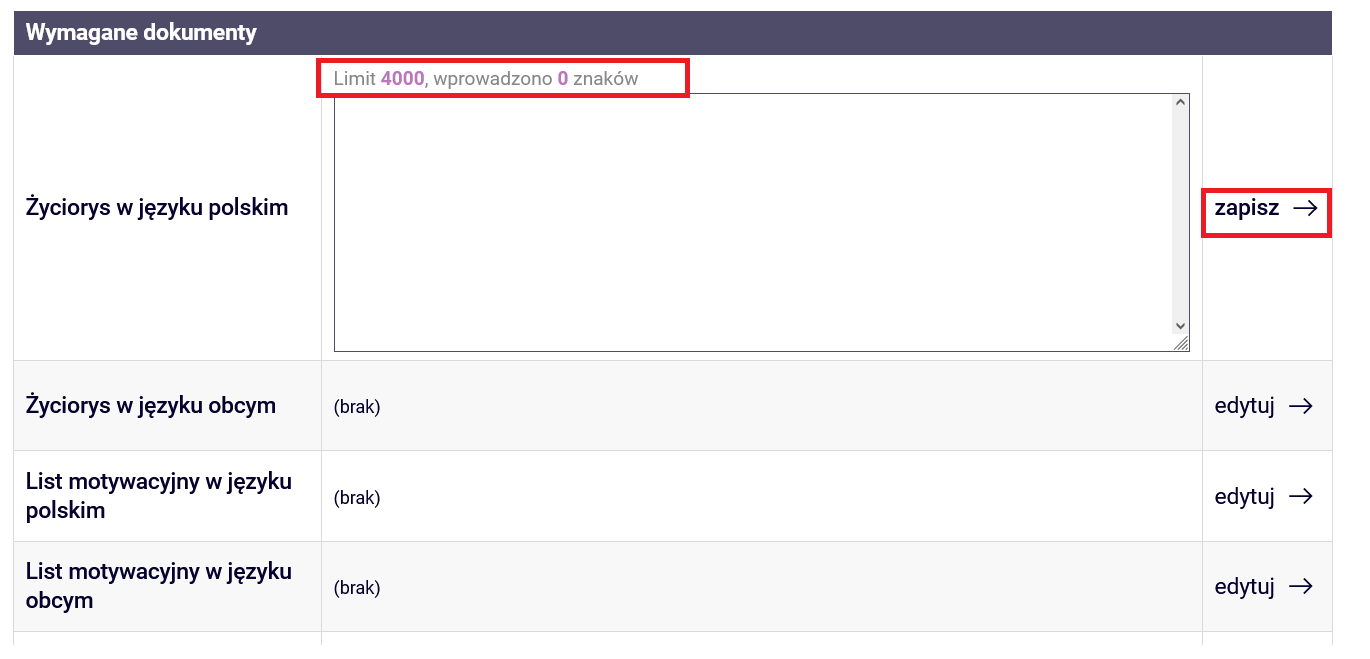 Wymagane dokumenty
Limit 4000, wprowadzono 0 znaków
Życiorys w języku polskim
zapisz
Życiorys w języku obcym
(brak)
edytuj
List motywacyjny w języku
polskim
(brak)
edytuj
List motywacyjny w języku
obcym
(brak)
edytuj